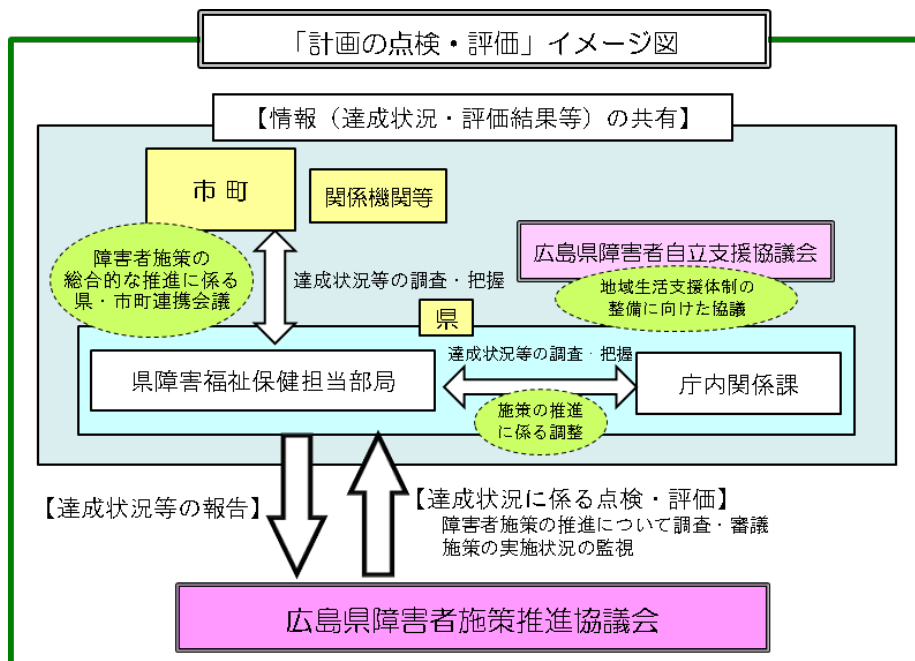 「計画の点検・評価」イメージ図
【情報（達成状況・評価結果等）の共有】
市町
関係機関等
障害者施策の
総合的な推進に係る
県・市町連携会議
達成状況等の調査・把握
広島県障害者自立支援協議会
地域生活支援体制の
整備に向けた協議
県
達成状況等の調査・把握
県障害福祉保健担当部局
庁内関係課
施策の推進
に係る調整
【達成状況等の報告】
【達成状況に係る点検・評価】
障害者施策の推進について調査・審議
施策の実施状況の監視
広島県障害者施策推進協議会